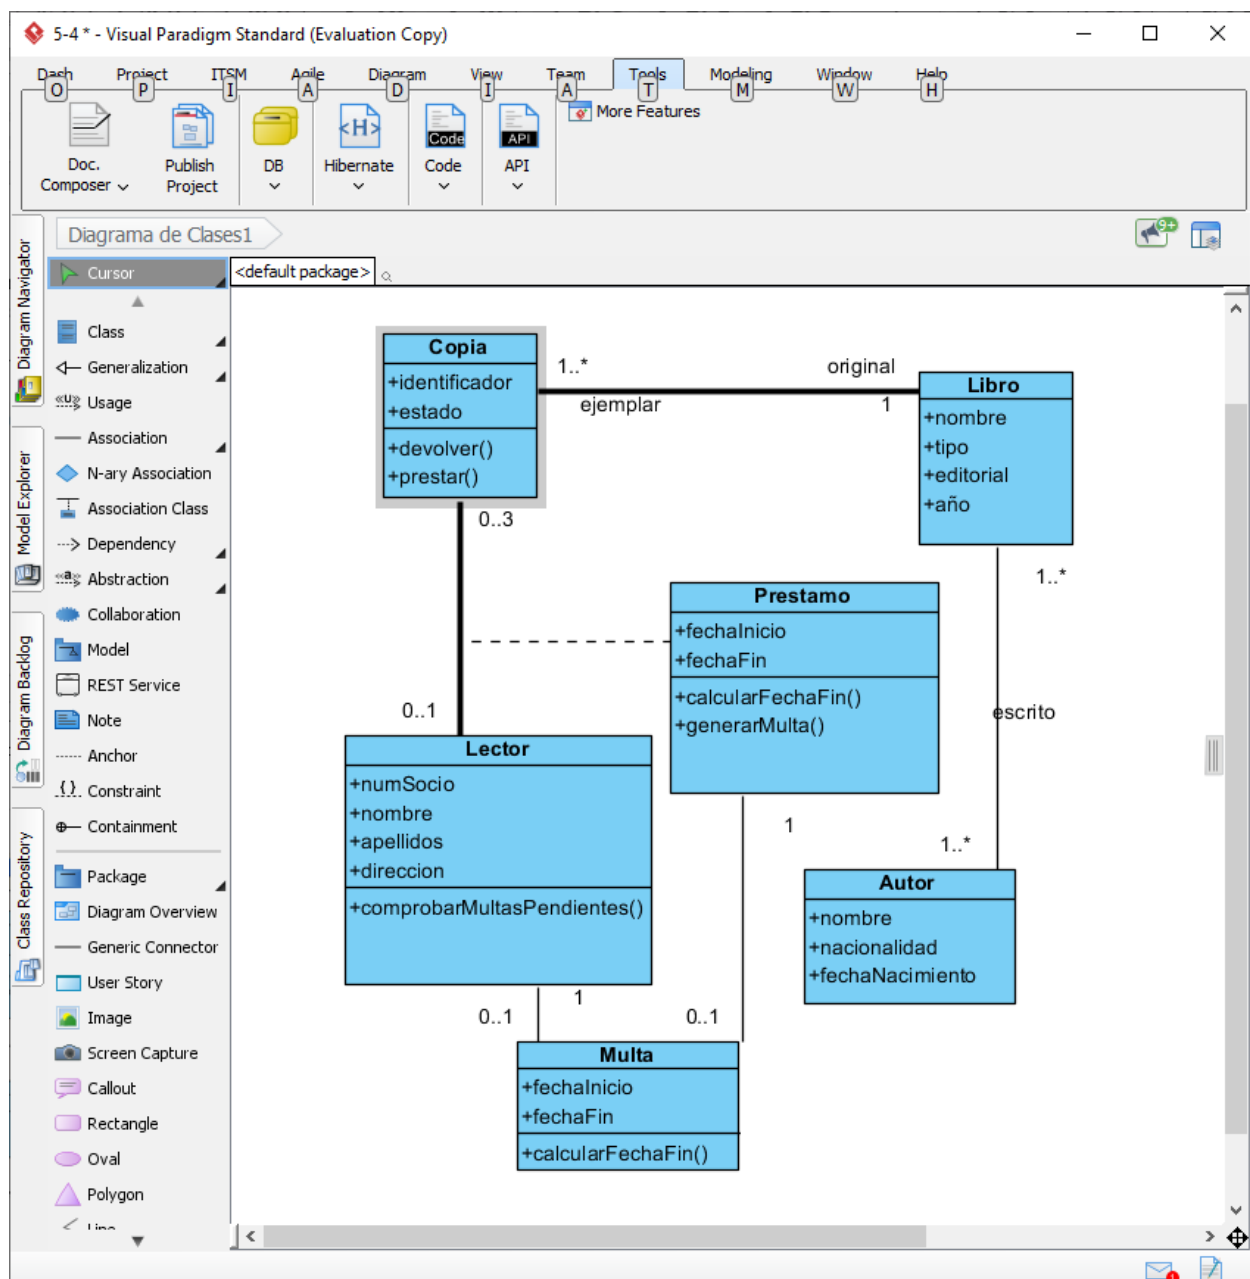 5-4 * - Visual Paradigm Standard (Evaluation Copy)
Dash Project ITSM Agile Diagram View Team Tools Modeling Window Help
O P I A D I A T M W H
Doc. Composer
Publish Project
DB
<H>
Hibernate
Code
Code
API
API
More Features
Diagrama de Clases1
9+
Diagram Navigator
Model Explorer
Diagram Backlog
Class Repository
Cursor
Class
Generalization
«U» Usage
Association
N-ary Association
Association Class
Dependency
«a» Abstraction
Collaboration
Model
REST Service
Note
Anchor
{} Constraint
Containment
Package
Diagram Overview
Generic Connector
User Story
Image
Screen Capture
Callout
Rectangle
Oval
Polygon
Line
<default package>
Copia
+identificador
+estado
+devolver()
+prestar()
1..*
original
ejemplar
1
Libro
+nombre
+tipo
+editorial
+año
0..3
1..*
Prestamo
+fechaInicio
+fechaFin
+calcularFechaFin()
+generarMulta()
escrito
0..1
Lector
+numSocio
+nombre
+apellidos
+direccion
+comprobarMultasPendientes()
1
1..*
Autor
+nombre
+nacionalidad
+fechaNacimiento
1
0..1
0..1
Multa
+fechaInicio
+fechaFin
+calcularFechaFin()